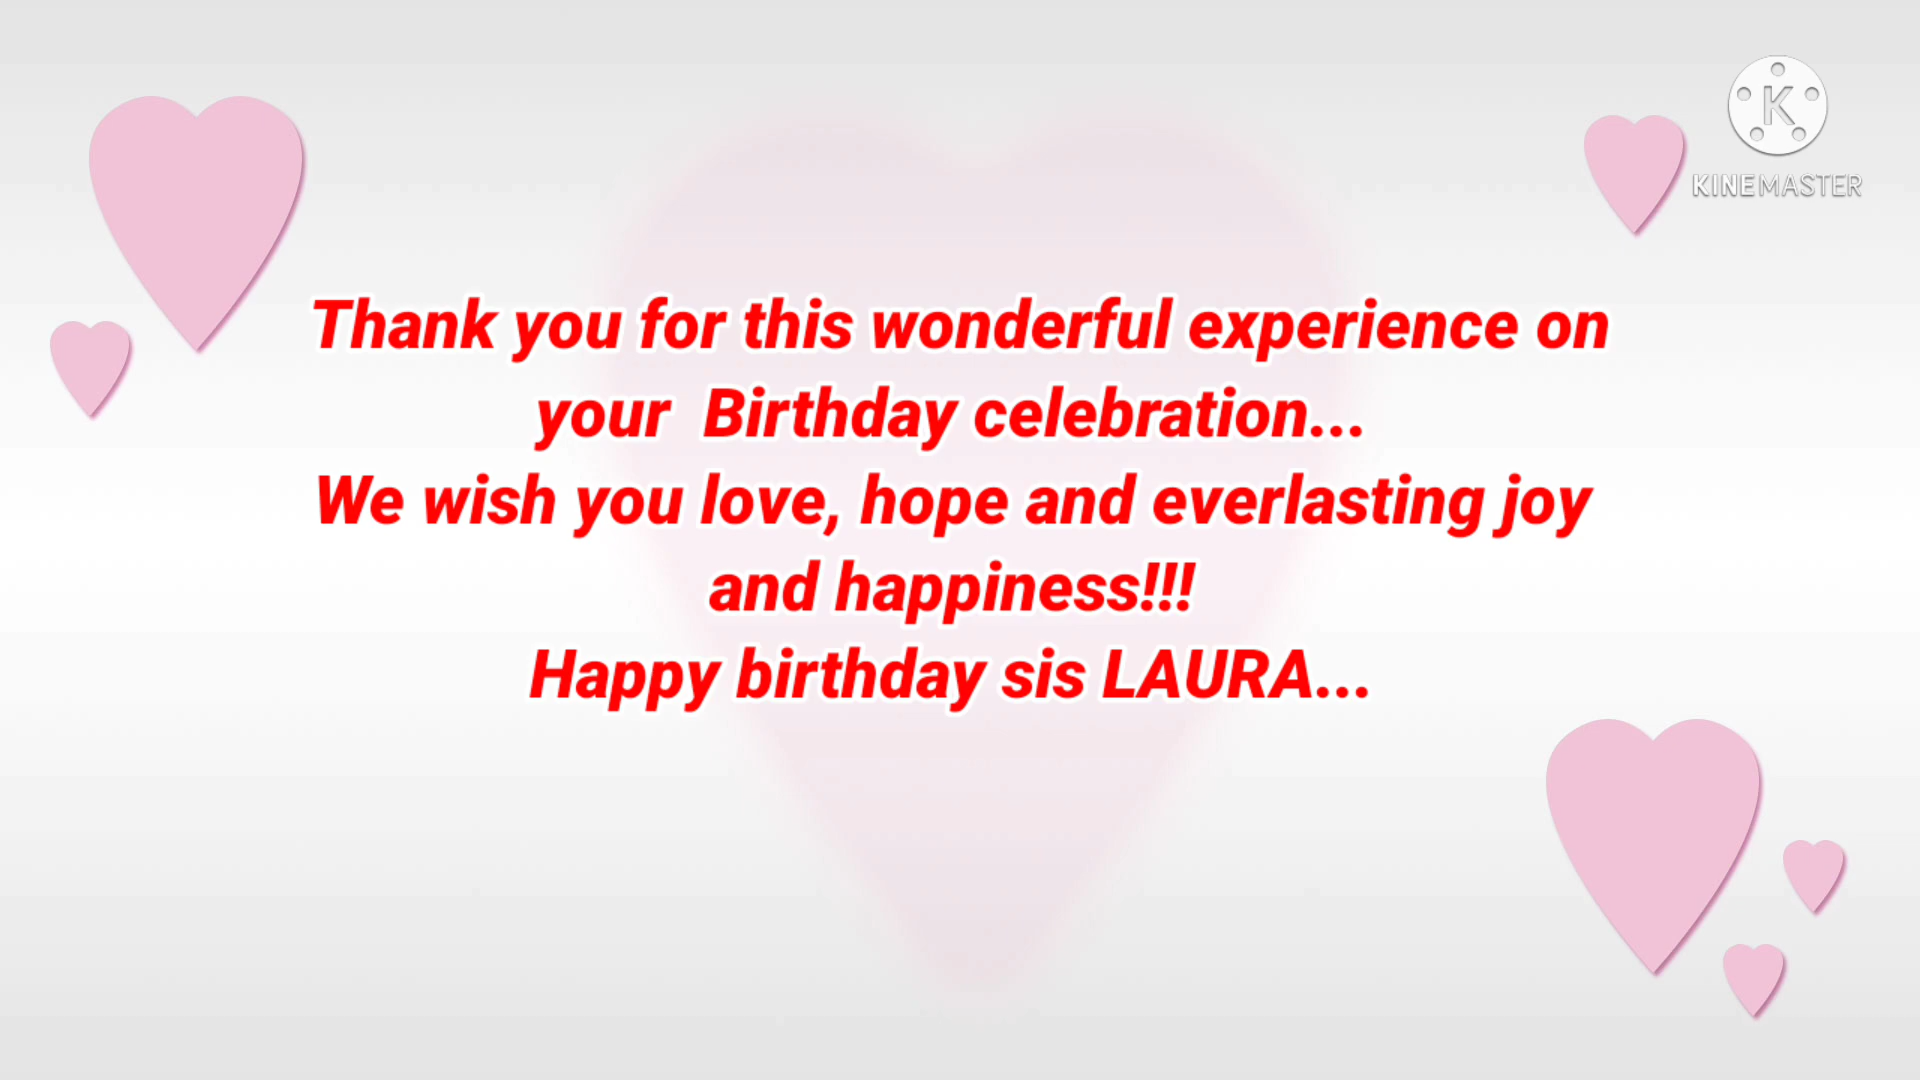 K
KINEMASTER
Thank you for this wonderful experience on
your  Birthday celebration...
We wish you love, hope and everlasting joy
and happiness!!!
Happy birthday sis LAURA...